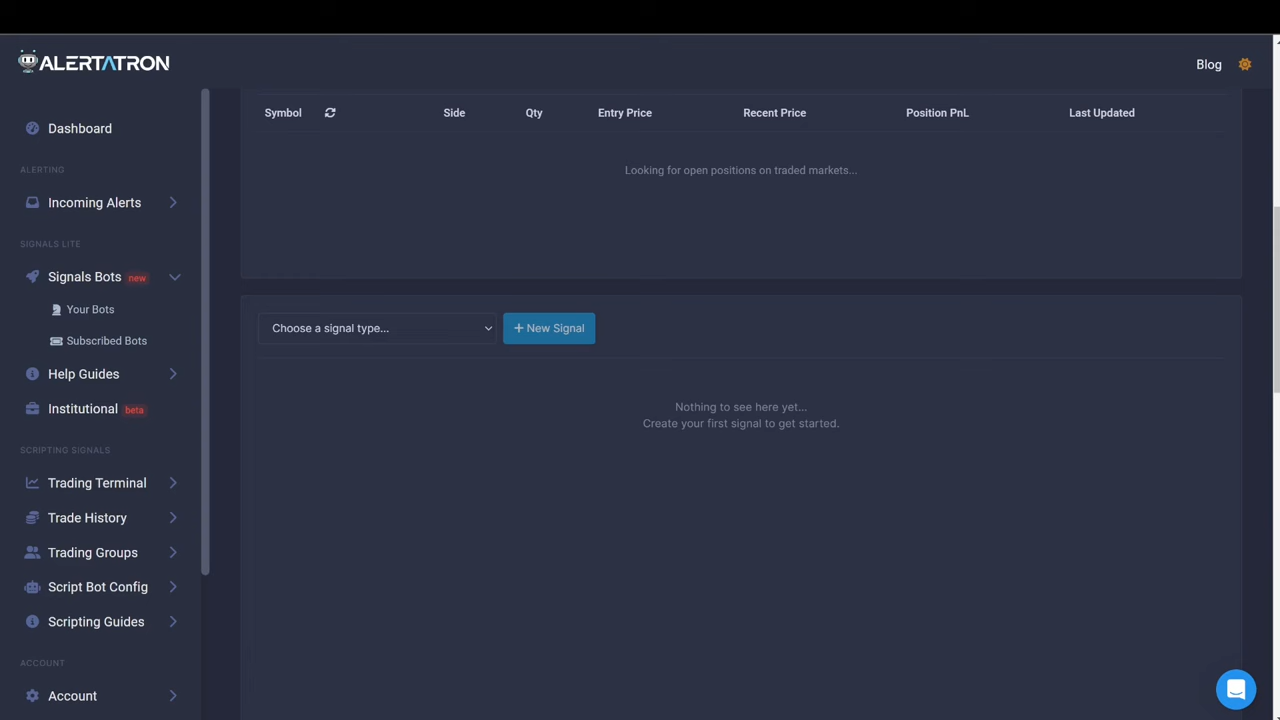 ALERTATRON
Blog
Dashboard
ALERTING
Incoming Alerts
SIGNALS LITE
Signals Bots new
Your Bots
Subscribed Bots
Help Guides
Institutional beta
SCRIPTING SIGNALS
Trading Terminal
Trade History
Trading Groups
Script Bot Config
Scripting Guides
ACCOUNT
Account
Symbol Side Qty Entry Price Recent Price Position PnL Last Updated
Looking for open positions on traded markets...
Choose a signal type... + New Signal
Nothing to see here yet...
Create your first signal to get started.